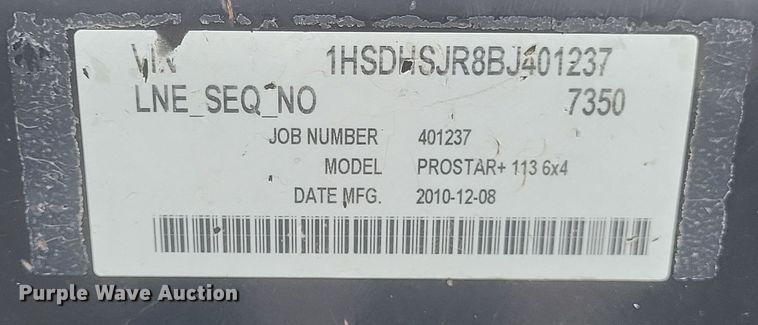 VIN 1HSDHSJR8BJ401237
LNE_SEQ_NO 7350
JOB NUMBER 401237
MODEL PROSTAR+ 113 6x4
DATE MFG. 2010-12-08
Purple Wave Auction